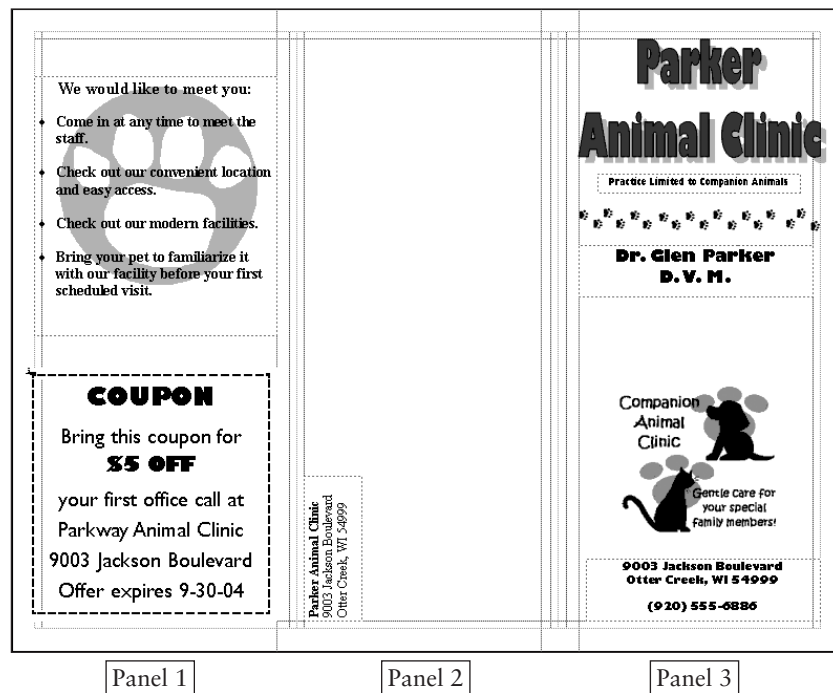 We would like to meet you:
• Come in at any time to meet the
staff.
• Check out our convenient location
and easy access.
• Check out our modern facilities.
• Bring your pet to familiarize it
with our facility before your first
scheduled visit.
COUPON
Bring this coupon for
$5 OFF
your first office call at
Parkway Animal Clinic
9003 Jackson Boulevard
Offer expires 9-30-04
Parker Animal Clinic
9003 Jackson Boulevard
Otter Creek, WI 54999
Parker
Animal Clinic
Practice Limited to Companion Animals
Dr. Glen Parker
D. V. M.
Companion
Animal
Clinic
Gentle care for
your special
family members!
9003 Jackson Boulevard
Otter Creek, WI 54999
(920) 555-6886
Panel 1
Panel 2
Panel 3